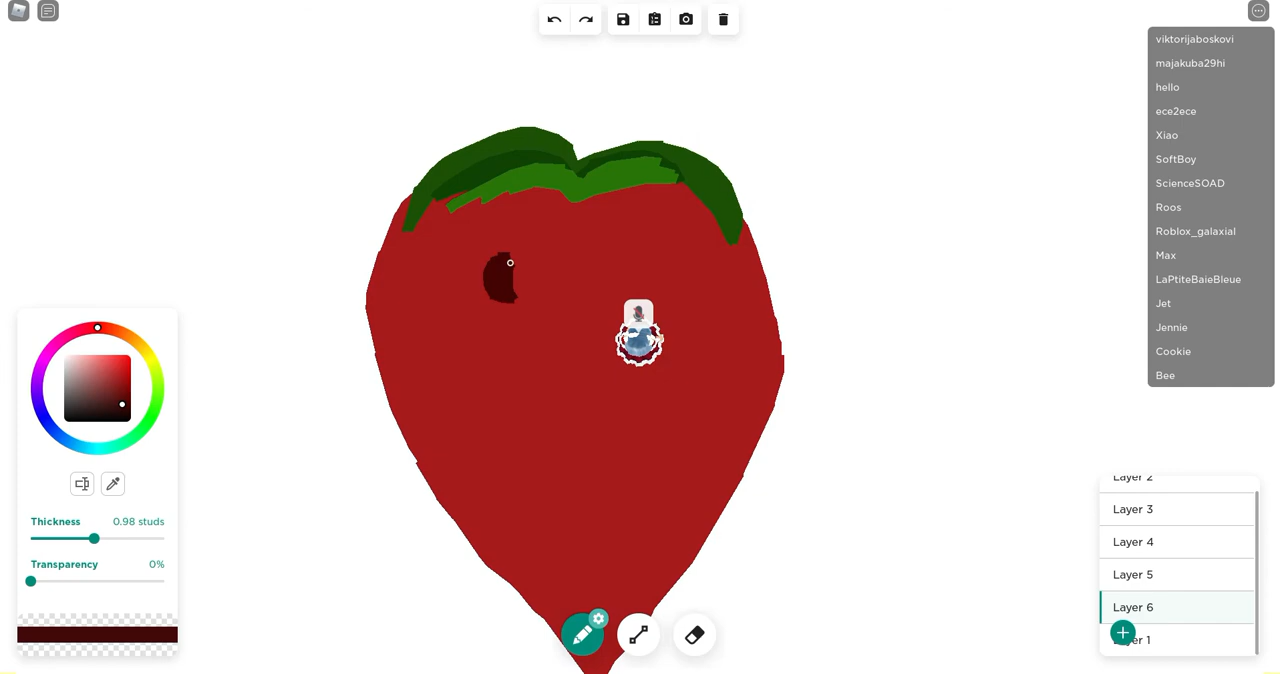 viktorijaboskovi
majakuba29hi
hello
ece2ece
Xiao
SoftBoy
ScienceSOAD
Roos
Roblox_galaxial
Max
LaPtiteBaieBleue
Jet
Jennie
Cookie
Bee
Thickness 0.98 studs
Transparency 0%
Layer 2
Layer 3
Layer 4
Layer 5
Layer 6
Layer 1